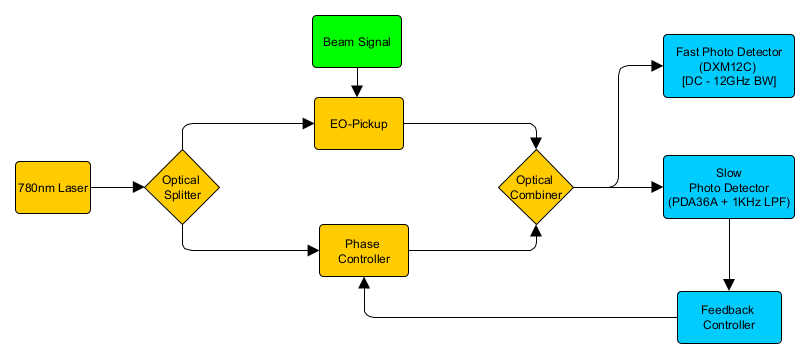 Beam Signal
Fast Photo Detector
(DXM12C)
[DC - 12GHz BW]
EO-Pickup
780nm Laser
Optical
Splitter
Optical
Combiner
Slow
Photo Detector
(PDA36A + 1KHz LPF)
Phase
Controller
Feedback
Controller